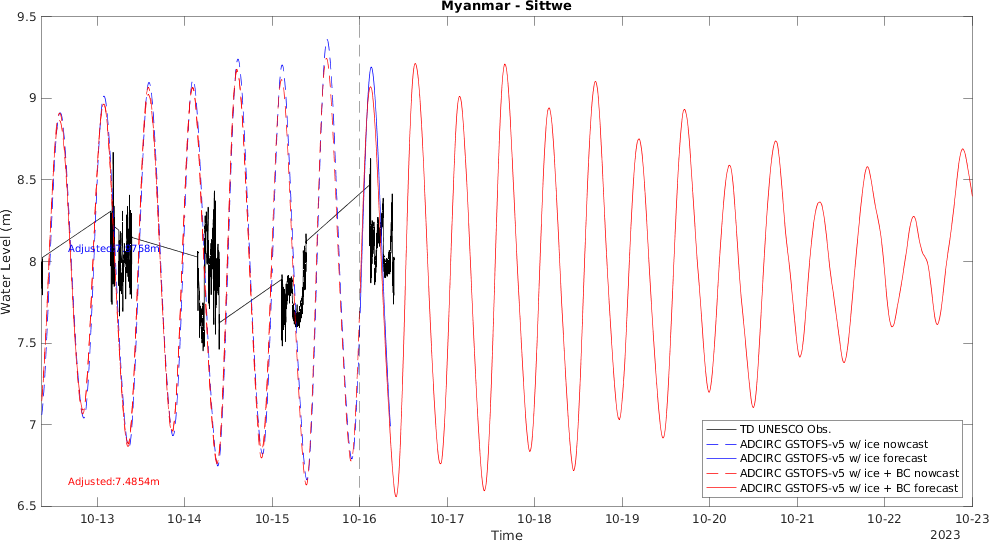 Myanmar - Sittwe
Water Level (m)
9.5
9
8.5
8
7.5
7
6.5
Adjusted:7.4758m
Adjusted:7.4854m
TD UNESCO Obs.
ADCIRC GSTOFS-v5 w/ ice nowcast
ADCIRC GSTOFS-v5 w/ ice forecast
ADCIRC GSTOFS-v5 w/ ice + BC nowcast
ADCIRC GSTOFS-v5 w/ ice + BC forecast
10-13 10-14 10-15 10-16 10-17 10-18 10-19 10-20 10-21 10-22 10-23
Time
2023